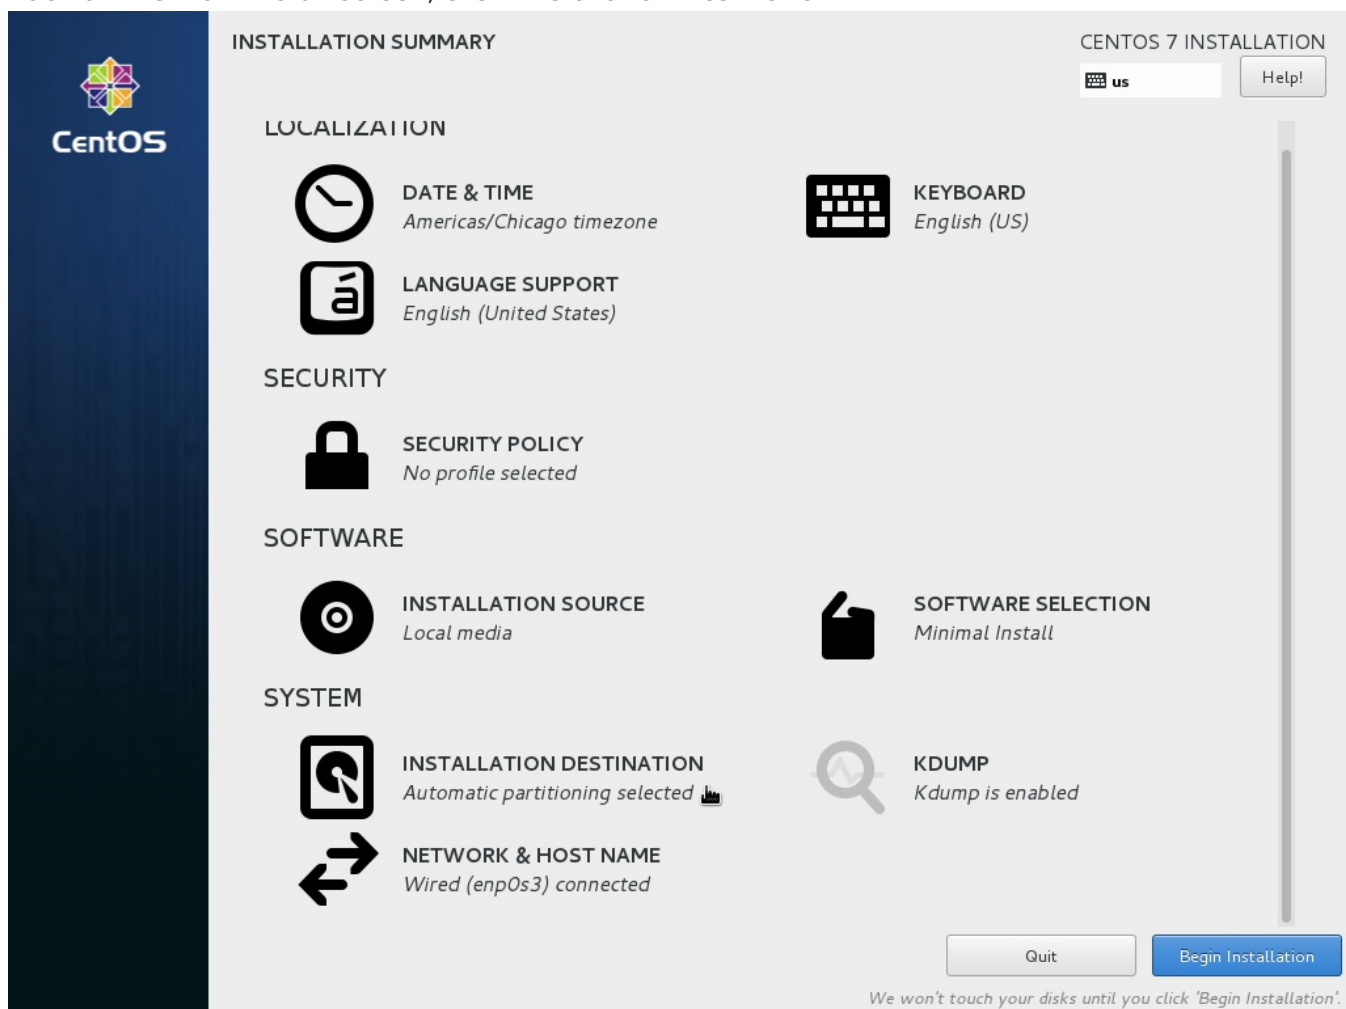 INSTALLATION SUMMARY
CENTOS 7 INSTALLATION
us
Help!
CentOS
LOCALIZATION
DATE & TIME
Americas/Chicago timezone
KEYBOARD
English (US)
LANGUAGE SUPPORT
English (United States)
SECURITY
SECURITY POLICY
No profile selected
SOFTWARE
INSTALLATION SOURCE
Local media
SOFTWARE SELECTION
Minimal Install
SYSTEM
INSTALLATION DESTINATION
Automatic partitioning selected
KDUMP
Kdump is enabled
NETWORK & HOST NAME
Wired (enp0s3) connected
Quit
Begin Installation
We won't touch your disks until you click 'Begin Installation'.